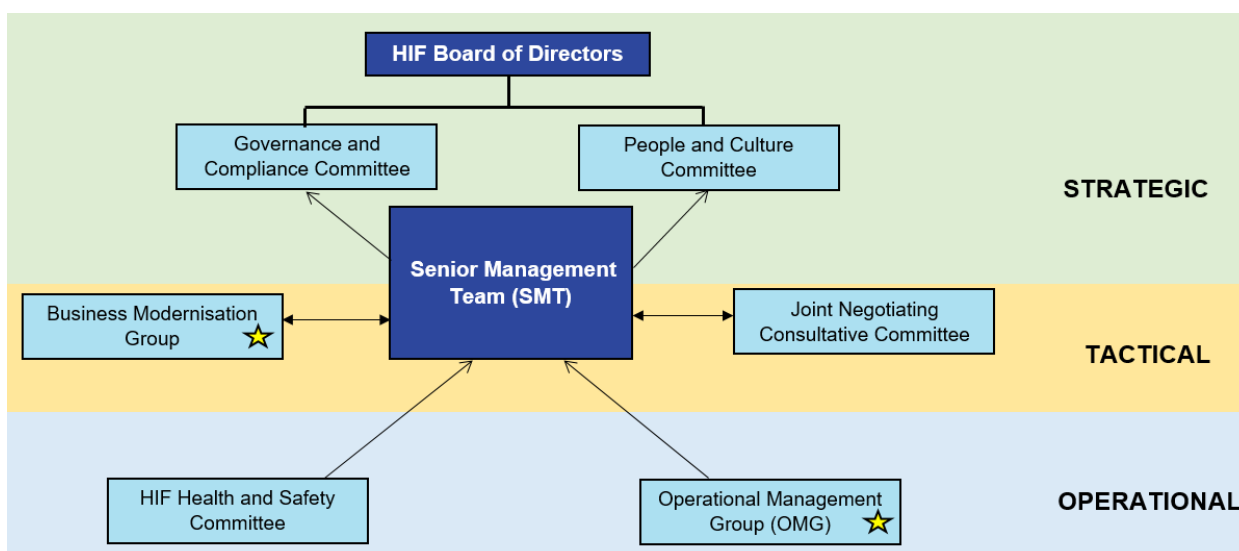 HIF Board of Directors
Governance and
Compliance Committee
People and Culture
Committee
STRATEGIC
Senior Management
Team (SMT)
Business Modernisation
Group
Joint Negotiating
Consultative Committee
TACTICAL
HIF Health and Safety
Committee
Operational Management
Group (OMG)
OPERATIONAL